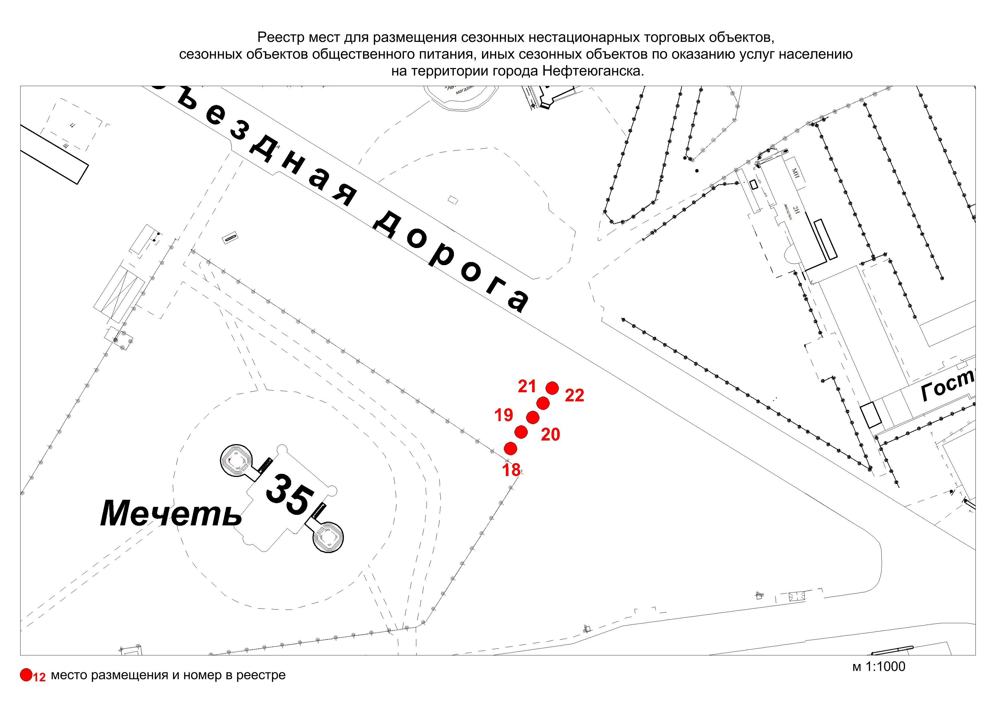 Реестр мест для размещения сезонных нестационарных торговых объектов,
сезонных объектов общественного питания, иных сезонных объектов по оказанию услуг населению
на территории города Нефтеюганска.
магазин
ъездная дорога
Ц
Щ
А
МН
2Н
магазин
Гост
21
22
19
20
18
35
Мечеть
м 1:1000
12 место размещения и номер в реестре